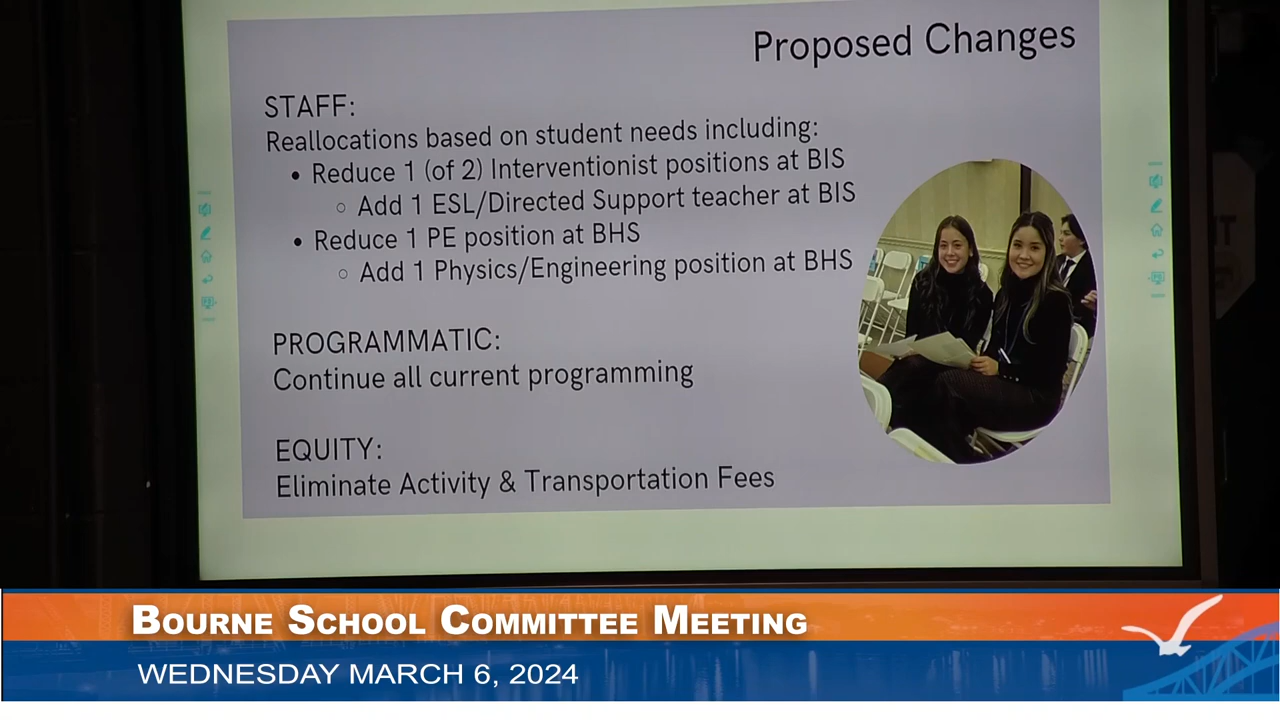 Proposed Changes
STAFF:
Reallocations based on student needs including:
• Reduce 1 (of 2) Interventionist positions at BIS
○ Add 1 ESL/Directed Support teacher at BIS
• Reduce 1 PE position at BHS
○ Add 1 Physics/Engineering position at BHS
PROGRAMMATIC:
Continue all current programming
EQUITY:
Eliminate Activity & Transportation Fees
BOURNE SCHOOL COMMITTEE MEETING
WEDNESDAY MARCH 6, 2024